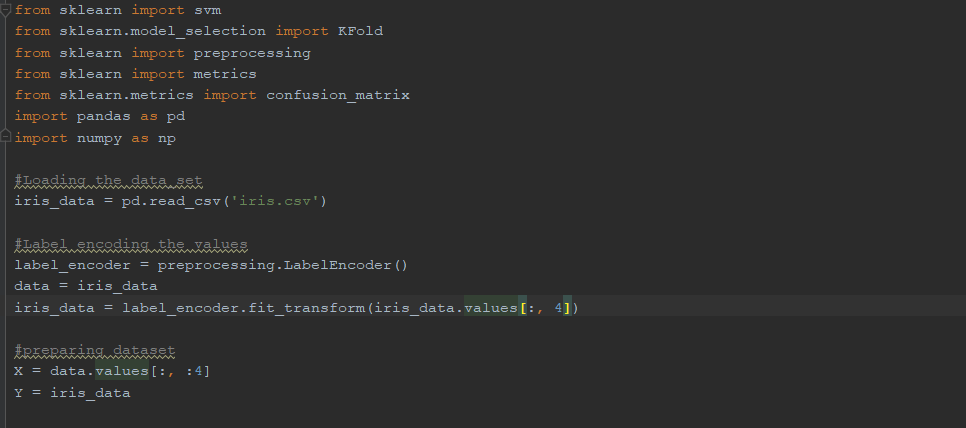 from sklearn import svm
from sklearn.model_selection import KFold
from sklearn import preprocessing
from sklearn import metrics
from sklearn.metrics import confusion_matrix
import pandas as pd
import numpy as np
#Loading the data set
iris_data = pd.read_csv('iris.csv')
#Label encoding the values
label_encoder = preprocessing.LabelEncoder()
data = iris_data
iris_data = label_encoder.fit_transform(iris_data.values[:, 4])
#preparing dataset
X = data.values[:, :4]
Y = iris_data